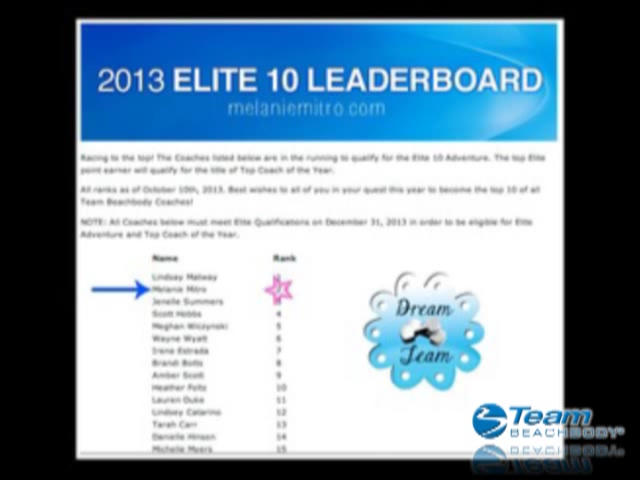 2013 ELITE 10 LEADERBOARD
melaniemitro.com
Racing to the top! The Coaches listed below are in the running to qualify for the Elite 10 Adventure. The top Elite
point earner will qualify for the title of Top Coach of the Year.
All ranks as of October 10th, 2013. Best wishes to all of you in your quest this year to become the top 10 of all
Team Beachbody Coaches!
NOTE: All Coaches below must meet Elite Qualifications on December 31, 2013 in order to be eligible for Elite
Adventure and Top Coach of the Year.
Name Rank
Lindsay Matway
Melanie Mitro
Jenelle Summers
Scott Hobbs 4
Meghan Wiczynski 5
Wayne Wyatt 6
Irene Estrada 7
Brandi Botts 8
Amber Scott 9
Heather Foltz 10
Lauren Duke 11
Lindsey Catarino 12
Tarah Carr 13
Danielle Hinson 14
Michelle Myers 15
Dream
Team
Team
BEACHBODY®